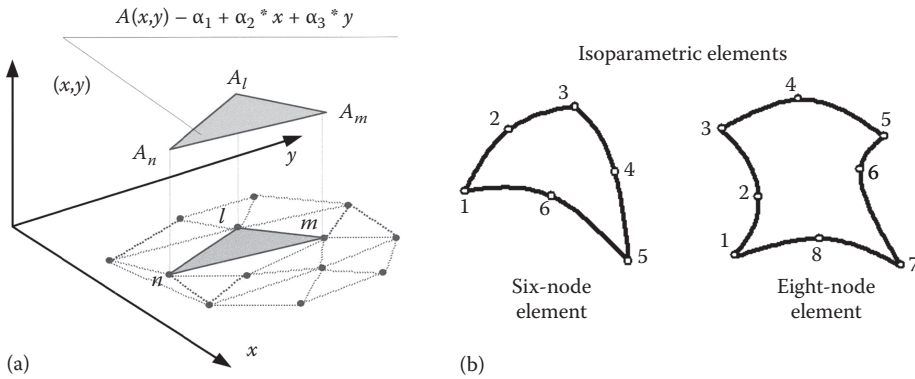 A(x,y) – α1 + α2 * x + α3 * y
(x,y)
Al
Am
An
y
l
m
n
x
(a)
Isoparametric elements
1
2
3
4
5
6
Six-node
element
1
2
3
4
5
6
7
8
Eight-node
element
(b)